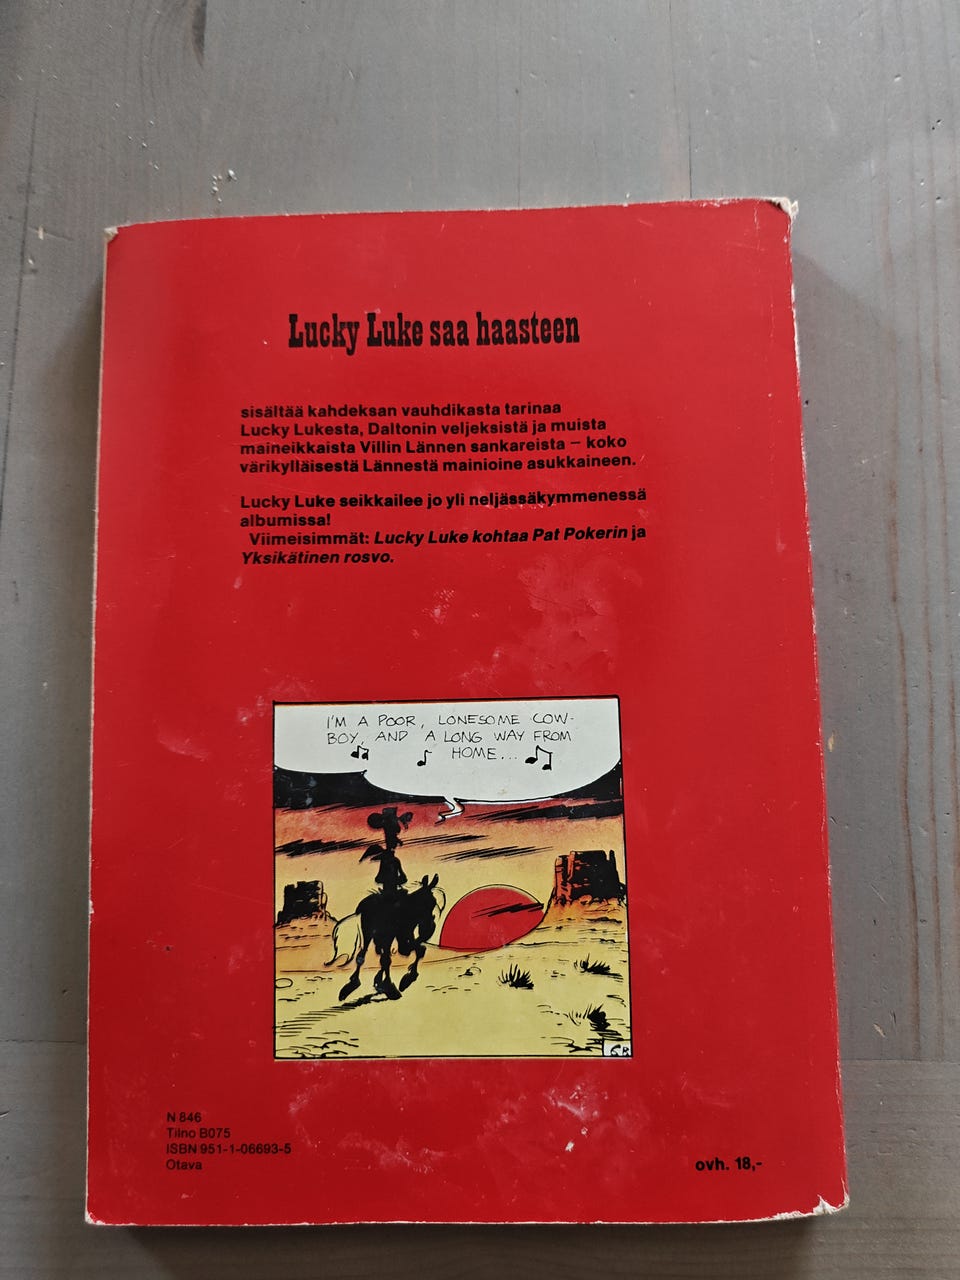 Lucky Luke saa haasteen
sisältää kahdeksan vauhdikasta tarinaa
Lucky Lukesta, Daltonin veljeksistä ja muista
maineikkaista Villin Lännen sankareista – koko
värikylläisestä Lännestä mainioine asukkaineen.
Lucky Luke seikkailee jo yli neljässäkymmenessä
albumissa!
Viimeisimmät: Lucky Luke kohtaa Pat Pokerin ja
Yksikätinen rosvo.
I'M A POOR, LONESOME COW-
BOY, AND A LONG WAY FROM
HOME...
N 846
Tilno B075
ISBN 951-1-06693-5
Otava
ovh. 18,-